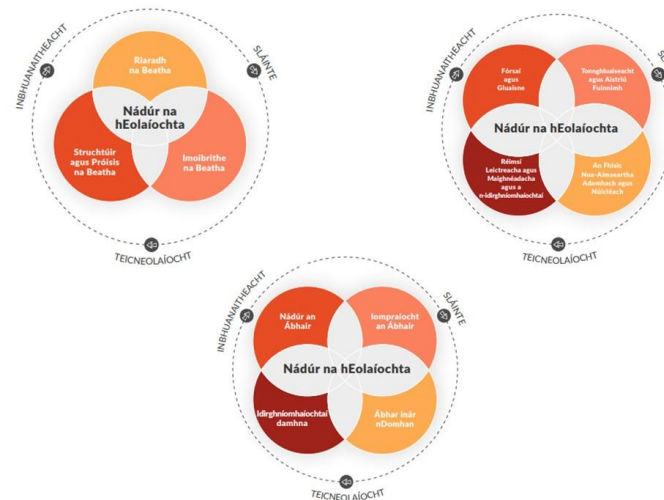 INBHUANAITHEACHT
SLÁINTE
Riaradh
na Beatha
Nádúr na
hEolaíochta
Struchtúir
agus Próisis
na Beatha
Imoibrithe
na Beatha
TEICNEOLAÍOCHT
INBHUANAITHEACHT
Fórsaí
agus
Gluaisne
Tonnghluaiseacht
agus Aistriú
Fuinnimh
Nádúr na hEolaíochta
Réimsí
Leictreacha agus
Maighnéadacha
agus a
n-idirghníomhaíochtaí
An Fhisic
Nua-Aimseartha
Adamhach agus
Núicléach
TEICNEOLAÍOCHT
INBHUANAITHEACHT
SLÁINTE
Nádúr an
Ábhair
Iompraíocht
an Ábhair
Nádúr na hEolaíochta
Idirghníomhaíochtaí
damhna
Ábhar inár
nDomhan
TEICNEOLAÍOCHT